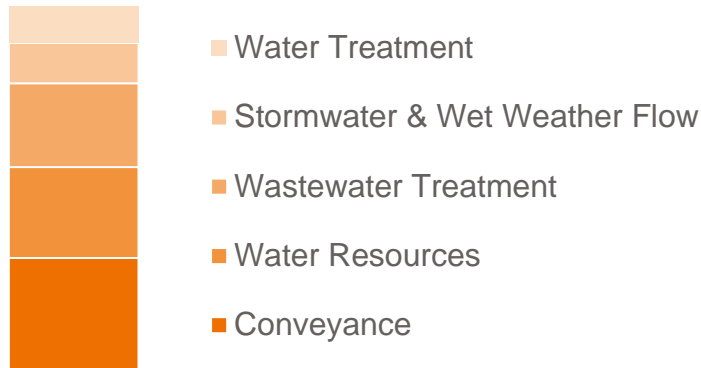 Water Treatment
Stormwater & Wet Weather Flow
Wastewater Treatment
Water Resources
Conveyance